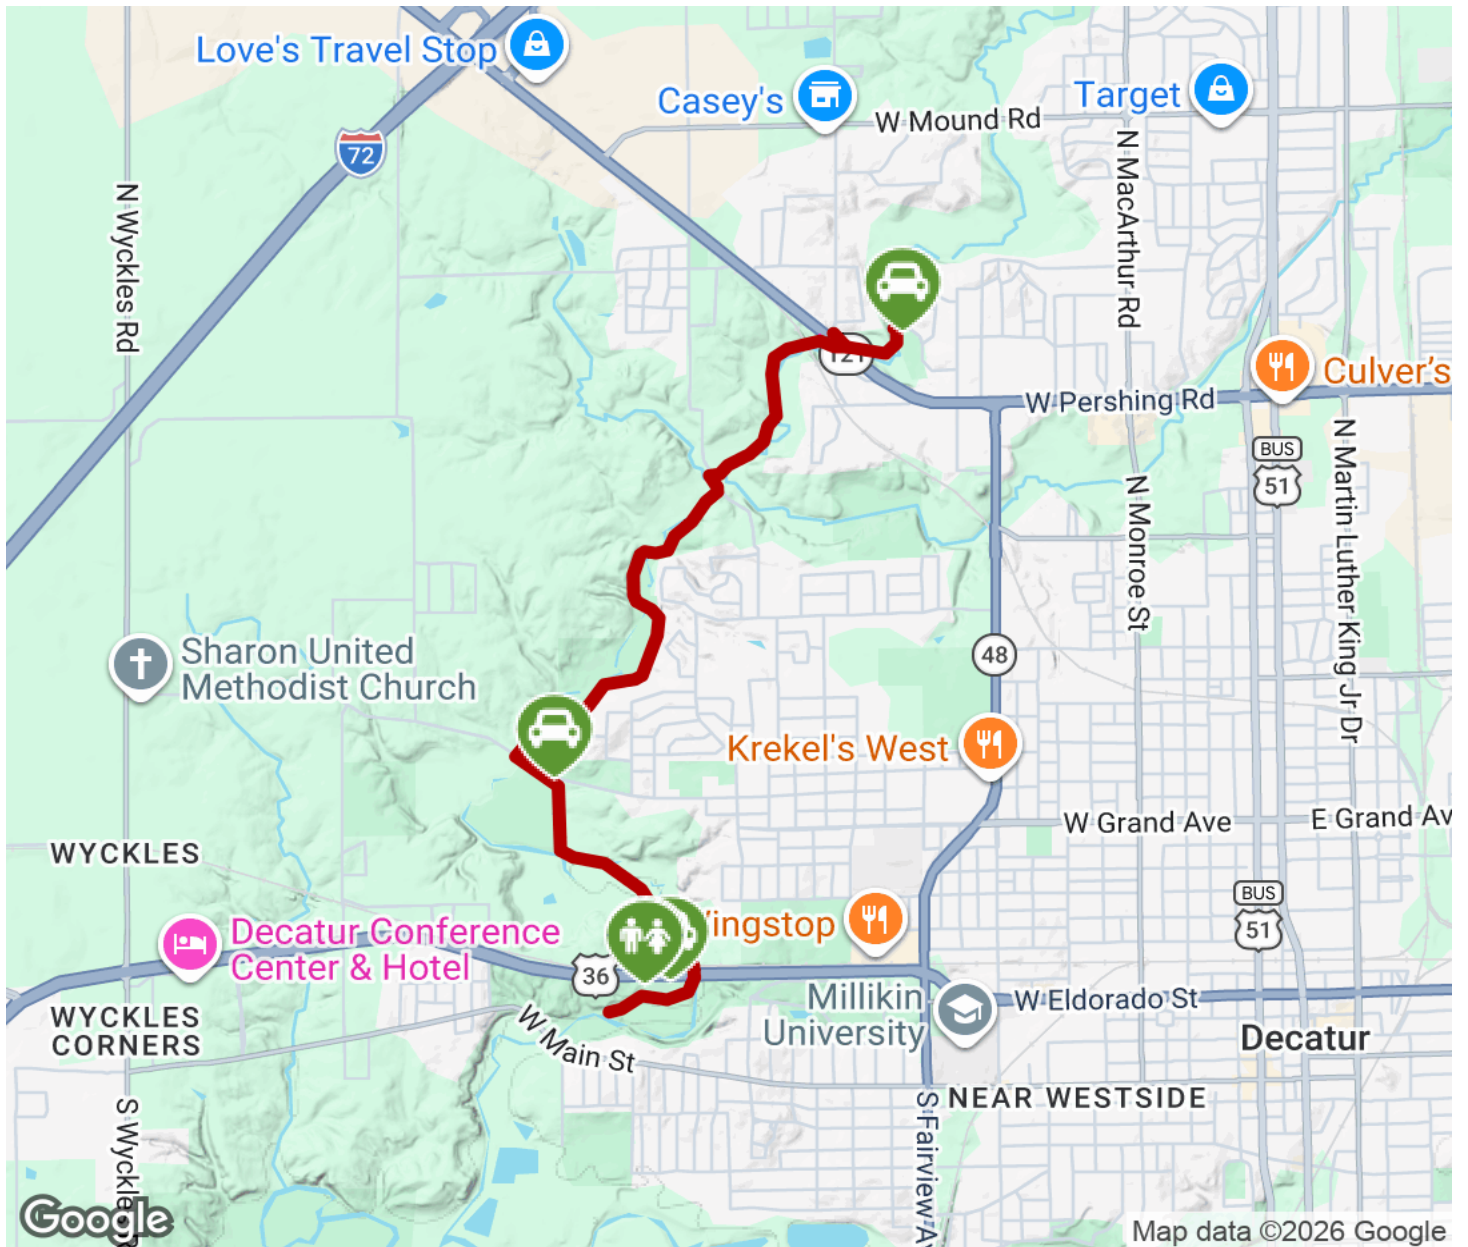 Love's Travel Stop
Casey's
Target
W Mound Rd
72
N Wyckles Rd
N MacArthur Rd
121
Culver's
W Pershing Rd
BUS
51
N Martin Luther King Jr Dr
N Monroe St
Sharon United
Methodist Church
48
Krekel's West
W Grand Ave
E Grand Av
WYCKLES
BUS
51
Decatur Conference
Center & Hotel
ingstop
36
Millikin
University
W Eldorado St
WYCKLES
CORNERS
W Main St
Decatur
NEAR WESTSIDE
S Wyckles R
S Fairview Av
Google
Map data ©2026 Google